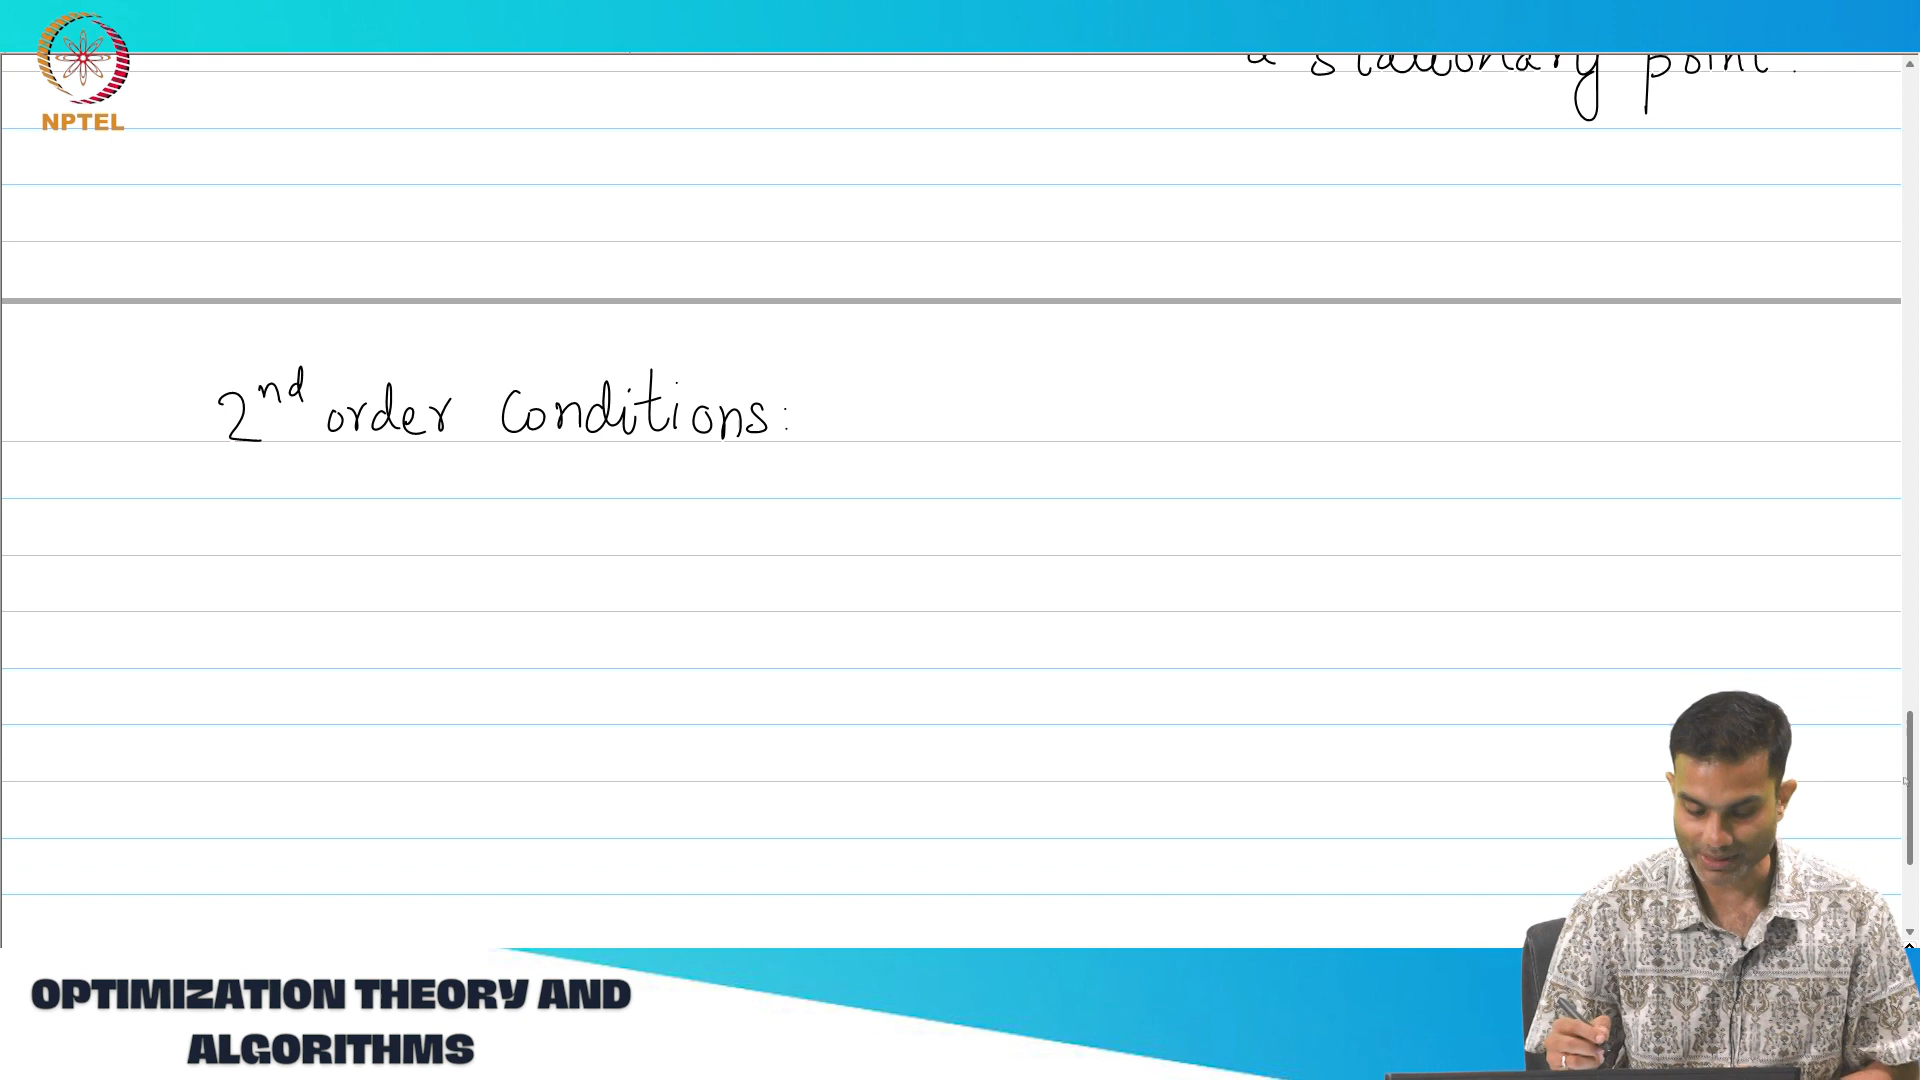 a stationary point.
NPTEL
2nd order conditions:
OPTIMIZATION THEORY AND
ALGORITHMS